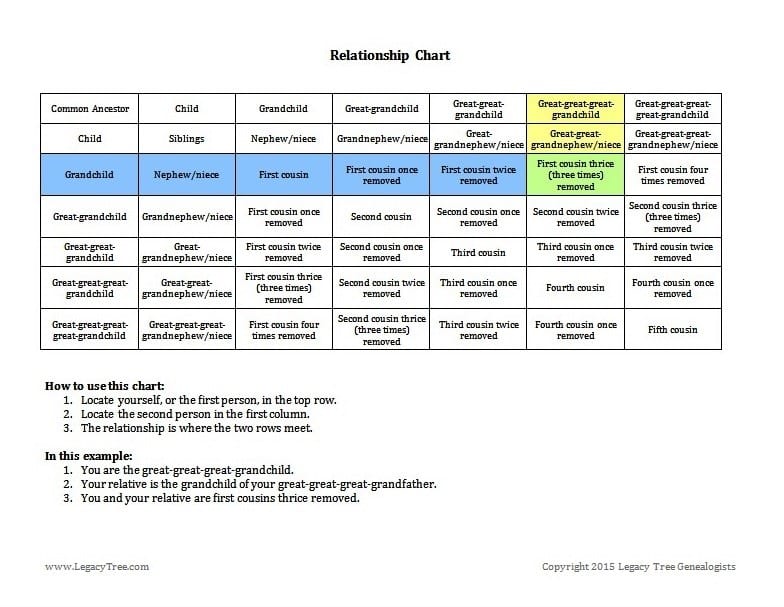 Relationship Chart
Common Ancestor Child Grandchild Great-grandchild Great-great-grandchild Great-great-great-grandchild Great-great-great-great-grandchild
Child Siblings Nephew/niece Grandnephew/niece Great-grandnephew/niece Great-great-grandnephew/niece Great-great-great-grandnephew/niece
Grandchild Nephew/niece First cousin First cousin once removed First cousin twice removed First cousin thrice (three times) removed First cousin four times removed
Great-grandchild Grandnephew/niece First cousin once removed Second cousin Second cousin once removed Second cousin twice removed Second cousin thrice (three times) removed
Great-great-grandchild Great-grandnephew/niece First cousin twice removed Second cousin once removed Third cousin Third cousin once removed Third cousin twice removed
Great-great-great-grandchild Great-great-grandnephew/niece First cousin thrice (three times) removed Second cousin twice removed Third cousin once removed Fourth cousin Fourth cousin once removed
Great-great-great-great-grandchild Great-great-great-grandnephew/niece First cousin four times removed Second cousin thrice (three times) removed Third cousin twice removed Fourth cousin once removed Fifth cousin
How to use this chart:
1. Locate yourself, or the first person, in the top row.
2. Locate the second person in the first column.
3. The relationship is where the two rows meet.
In this example:
1. You are the great-great-great-grandchild.
2. Your relative is the grandchild of your great-great-great-grandfather.
3. You and your relative are first cousins thrice removed.
www.LegacyTree.com Copyright 2015 Legacy Tree Genealogists